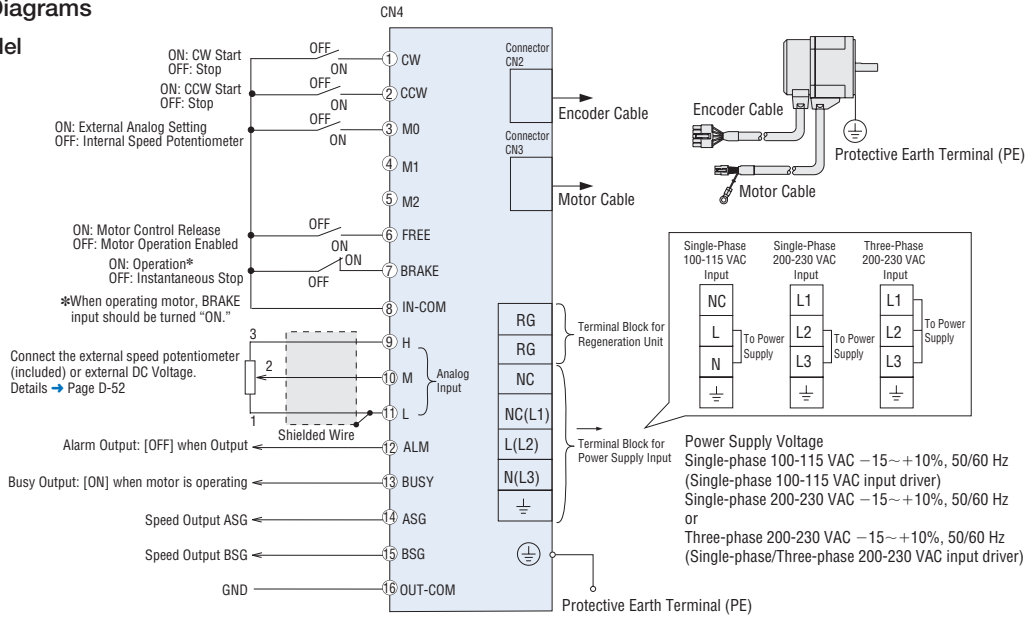 Diagrams
CN4
ON: CW Start
OFF: Stop
OFF
ON
1 CW
ON: CCW Start
OFF: Stop
OFF
ON
2 CCW
ON: External Analog Setting
OFF: Internal Speed Potentiometer
OFF
ON
3 M0
4 M1
5 M2
ON: Motor Control Release
OFF: Motor Operation Enabled
OFF
ON
6 FREE
ON: Operation*
OFF: Instantaneous Stop
ON
OFF
7 BRAKE
*When operating motor, BRAKE
input should be turned “ON.”
8 IN-COM
Connect the external speed potentiometer
(included) or external DC Voltage.
Details → Page D-52
3
2
1
Shielded Wire
9 H
10 M
11 L
Analog
Input
Alarm Output: [OFF] when Output
12 ALM
Busy Output: [ON] when motor is operating
13 BUSY
Speed Output ASG
14 ASG
Speed Output BSG
15 BSG
GND
16 OUT-COM
Connector
CN2
Encoder Cable
Connector
CN3
Motor Cable
RG
RG
Terminal Block for
Regeneration Unit
NC
NC(L1)
L(L2)
N(L3)
Terminal Block for
Power Supply Input
Protective Earth Terminal (PE)
Encoder Cable
Motor Cable
Protective Earth Terminal (PE)
Single-Phase
100-115 VAC
Input
NC
L
N
To Power
Supply
Single-Phase
200-230 VAC
Input
L1
L2
L3
To Power
Supply
Three-Phase
200-230 VAC
Input
L1
L2
L3
To Power
Supply
Power Supply Voltage
Single-phase 100-115 VAC −15~+10%, 50/60 Hz
(Single-phase 100-115 VAC input driver)
Single-phase 200-230 VAC −15~+10%, 50/60 Hz
or
Three-phase 200-230 VAC −15~+10%, 50/60 Hz
(Single-phase/Three-phase 200-230 VAC input driver)